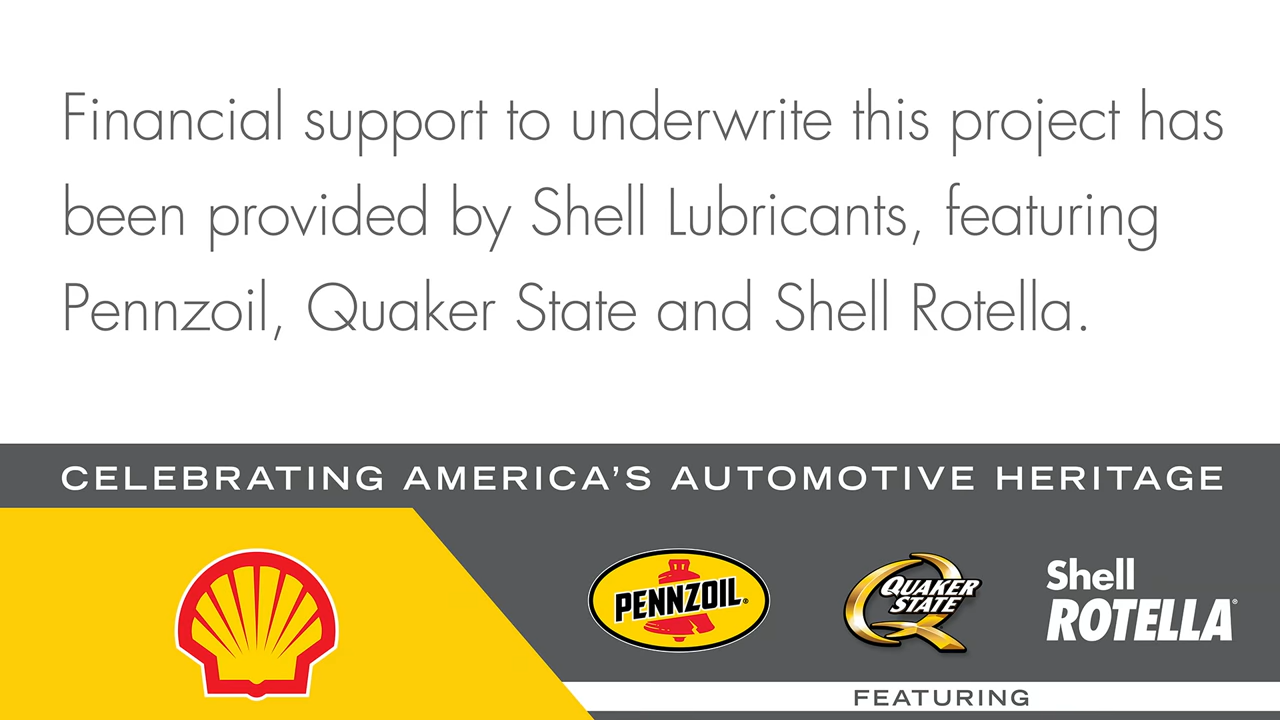 Financial support to underwrite this project has
been provided by Shell Lubricants, featuring
Pennzoil, Quaker State and Shell Rotella.
CELEBRATING AMERICA'S AUTOMOTIVE HERITAGE
PENNZOIL®
QUAKER
STATE
Shell
ROTELLA®
FEATURING